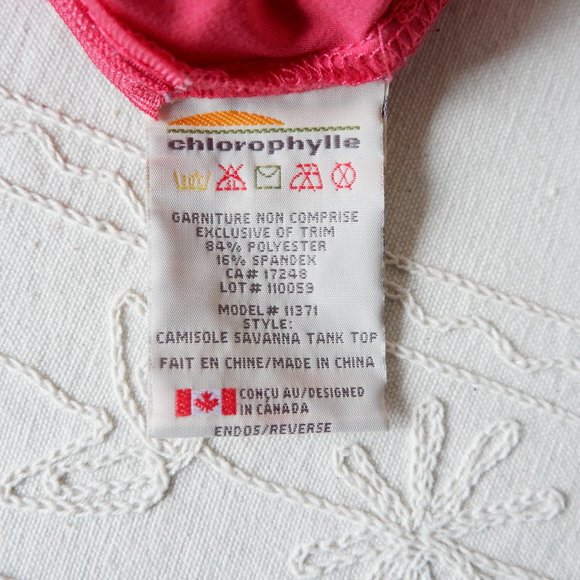 chlorophylle
GARNITURE NON COMPRISE
EXCLUSIVE OF TRIM
84% POLYESTER
16% SPANDEX
CA# 17248
LOT# 110059
MODEL# 11371
STYLE:
CAMISOLE SAVANNA TANK TOP
FAIT EN CHINE/MADE IN CHINA
CONÇU AU/DESIGNED
IN CANADA
ENDOS/REVERSE